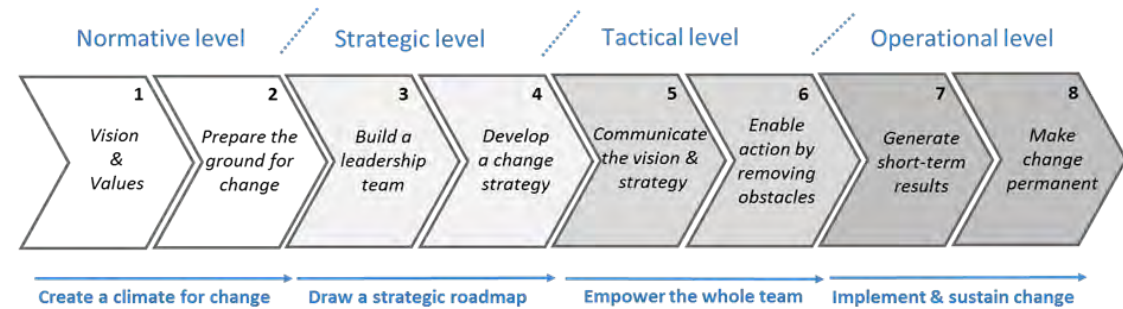 Normative level
Strategic level
Tactical level
Operational level
1
Vision
&
Values
2
Prepare the
ground for
change
3
Build a
leadership
team
4
Develop
a change
strategy
5
Communicate
the vision &
strategy
6
Enable
action by
removing
obstacles
7
Generate
short-term
results
8
Make
change
permanent
Create a climate for change
Draw a strategic roadmap
Empower the whole team
Implement & sustain change